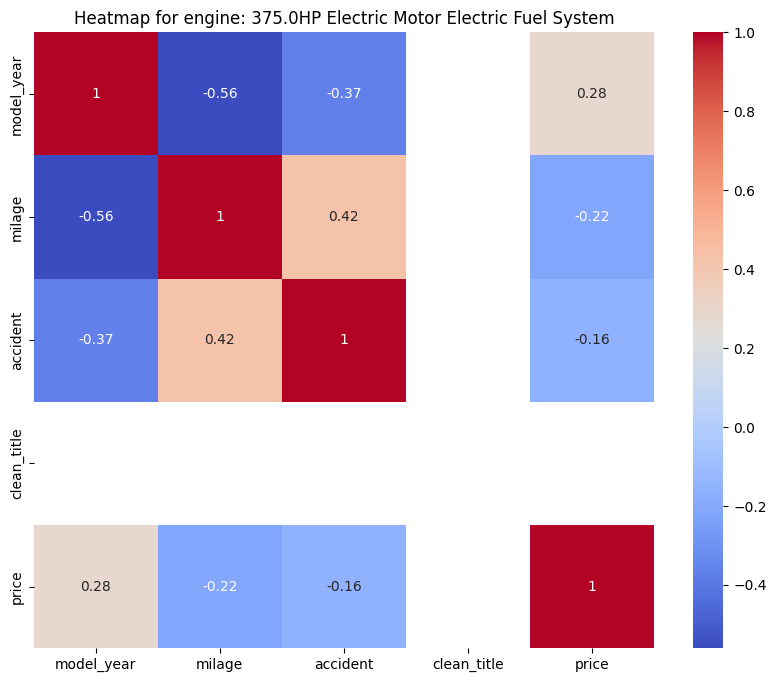 Heatmap for engine: 375.0HP Electric Motor Electric Fuel System
model_year 1 -0.56 -0.37 0.28
milage -0.56 1 0.42 -0.22
accident -0.37 0.42 1 -0.16
clean_title
price 0.28 -0.22 -0.16 1
model_year milage accident clean_title price
1.0
0.8
0.6
0.4
0.2
0.0
−0.2
−0.4